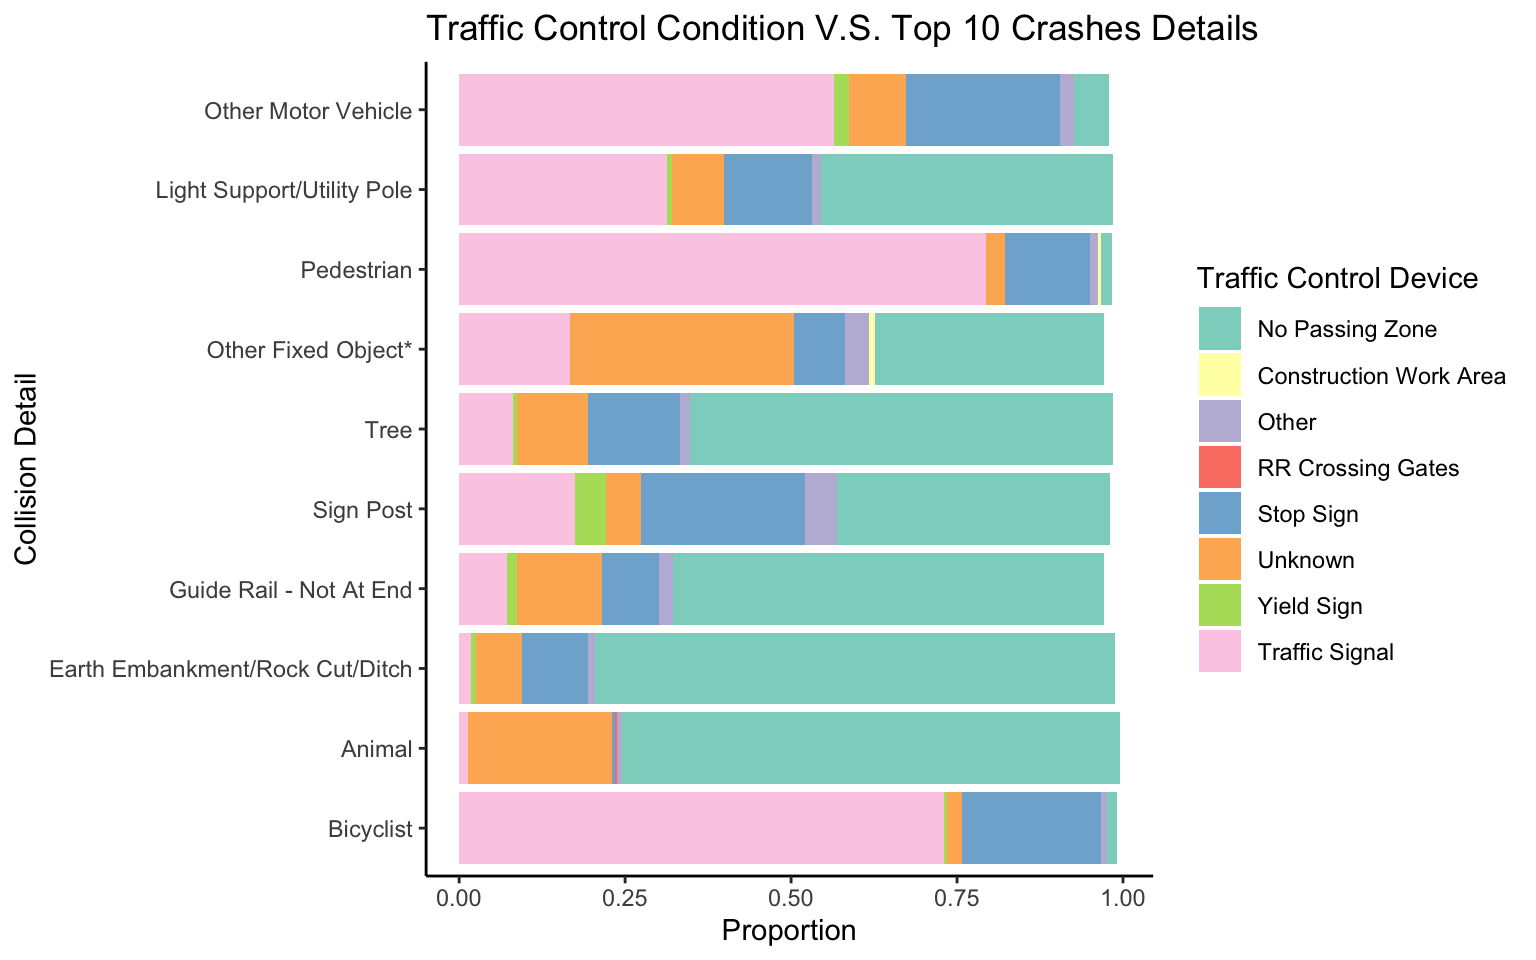 Traffic Control Condition V.S. Top 10 Crashes Details
Collision Detail
Other Motor Vehicle
Light Support/Utility Pole
Pedestrian
Other Fixed Object*
Tree
Sign Post
Guide Rail - Not At End
Earth Embankment/Rock Cut/Ditch
Animal
Bicyclist
0.00 0.25 0.50 0.75 1.00
Proportion
Traffic Control Device
No Passing Zone
Construction Work Area
Other
RR Crossing Gates
Stop Sign
Unknown
Yield Sign
Traffic Signal